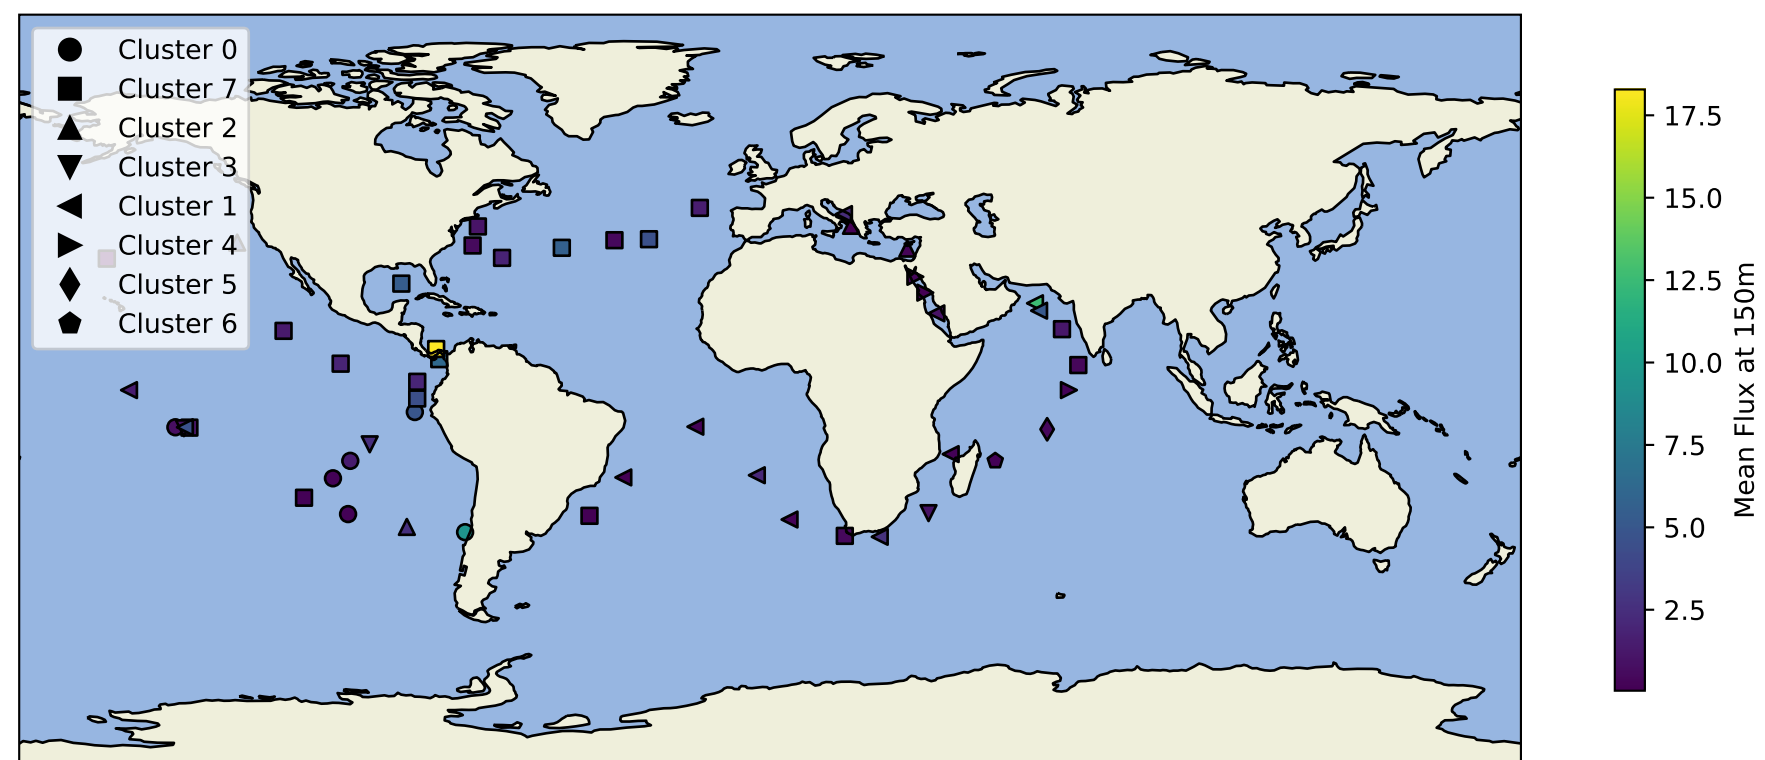 Cluster 0
Cluster 7
Cluster 2
Cluster 3
Cluster 1
Cluster 4
Cluster 5
Cluster 6
17.5
15.0
12.5
10.0
7.5
5.0
2.5
Mean Flux at 150m